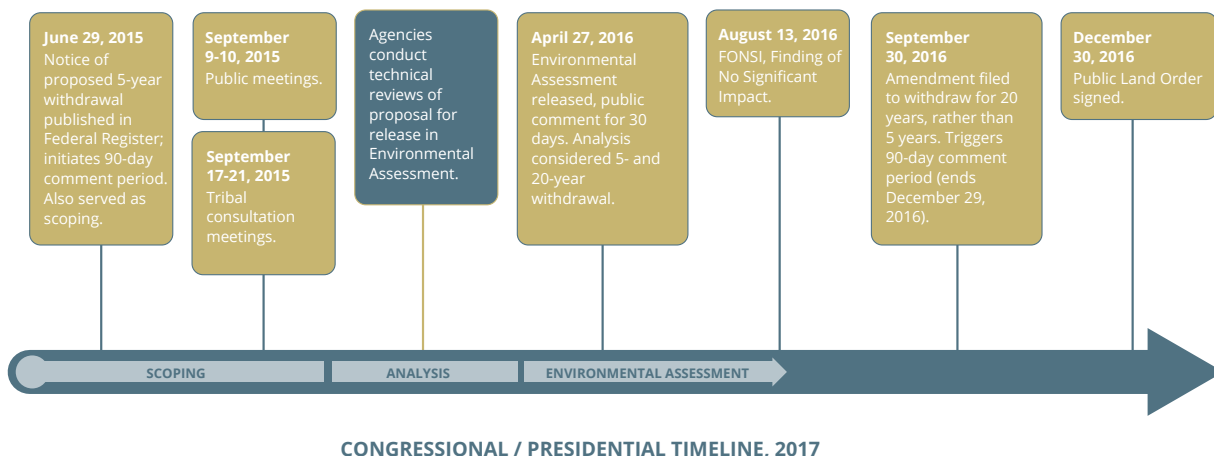 June 29, 2015
Notice of
proposed 5-year
withdrawal
published in
Federal Register;
initiates 90-day
comment period.
Also served as
scoping.
September
9-10, 2015
Public meetings.
September
17-21, 2015
Tribal
consultation
meetings.
Agencies
conduct
technical
reviews of
proposal for
release in
Environmental
Assessment.
April 27, 2016
Environmental
Assessment
released, public
comment for 30
days. Analysis
considered 5- and
20-year
withdrawal.
August 13, 2016
FONSI, Finding of
No Significant
Impact.
September
30, 2016
Amendment filed
to withdraw for 20
years, rather than
5 years. Triggers
90-day comment
period (ends
December 29,
2016).
December
30, 2016
Public Land Order
signed.
SCOPING
ANALYSIS
ENVIRONMENTAL ASSESSMENT
CONGRESSIONAL / PRESIDENTIAL TIMELINE, 2017